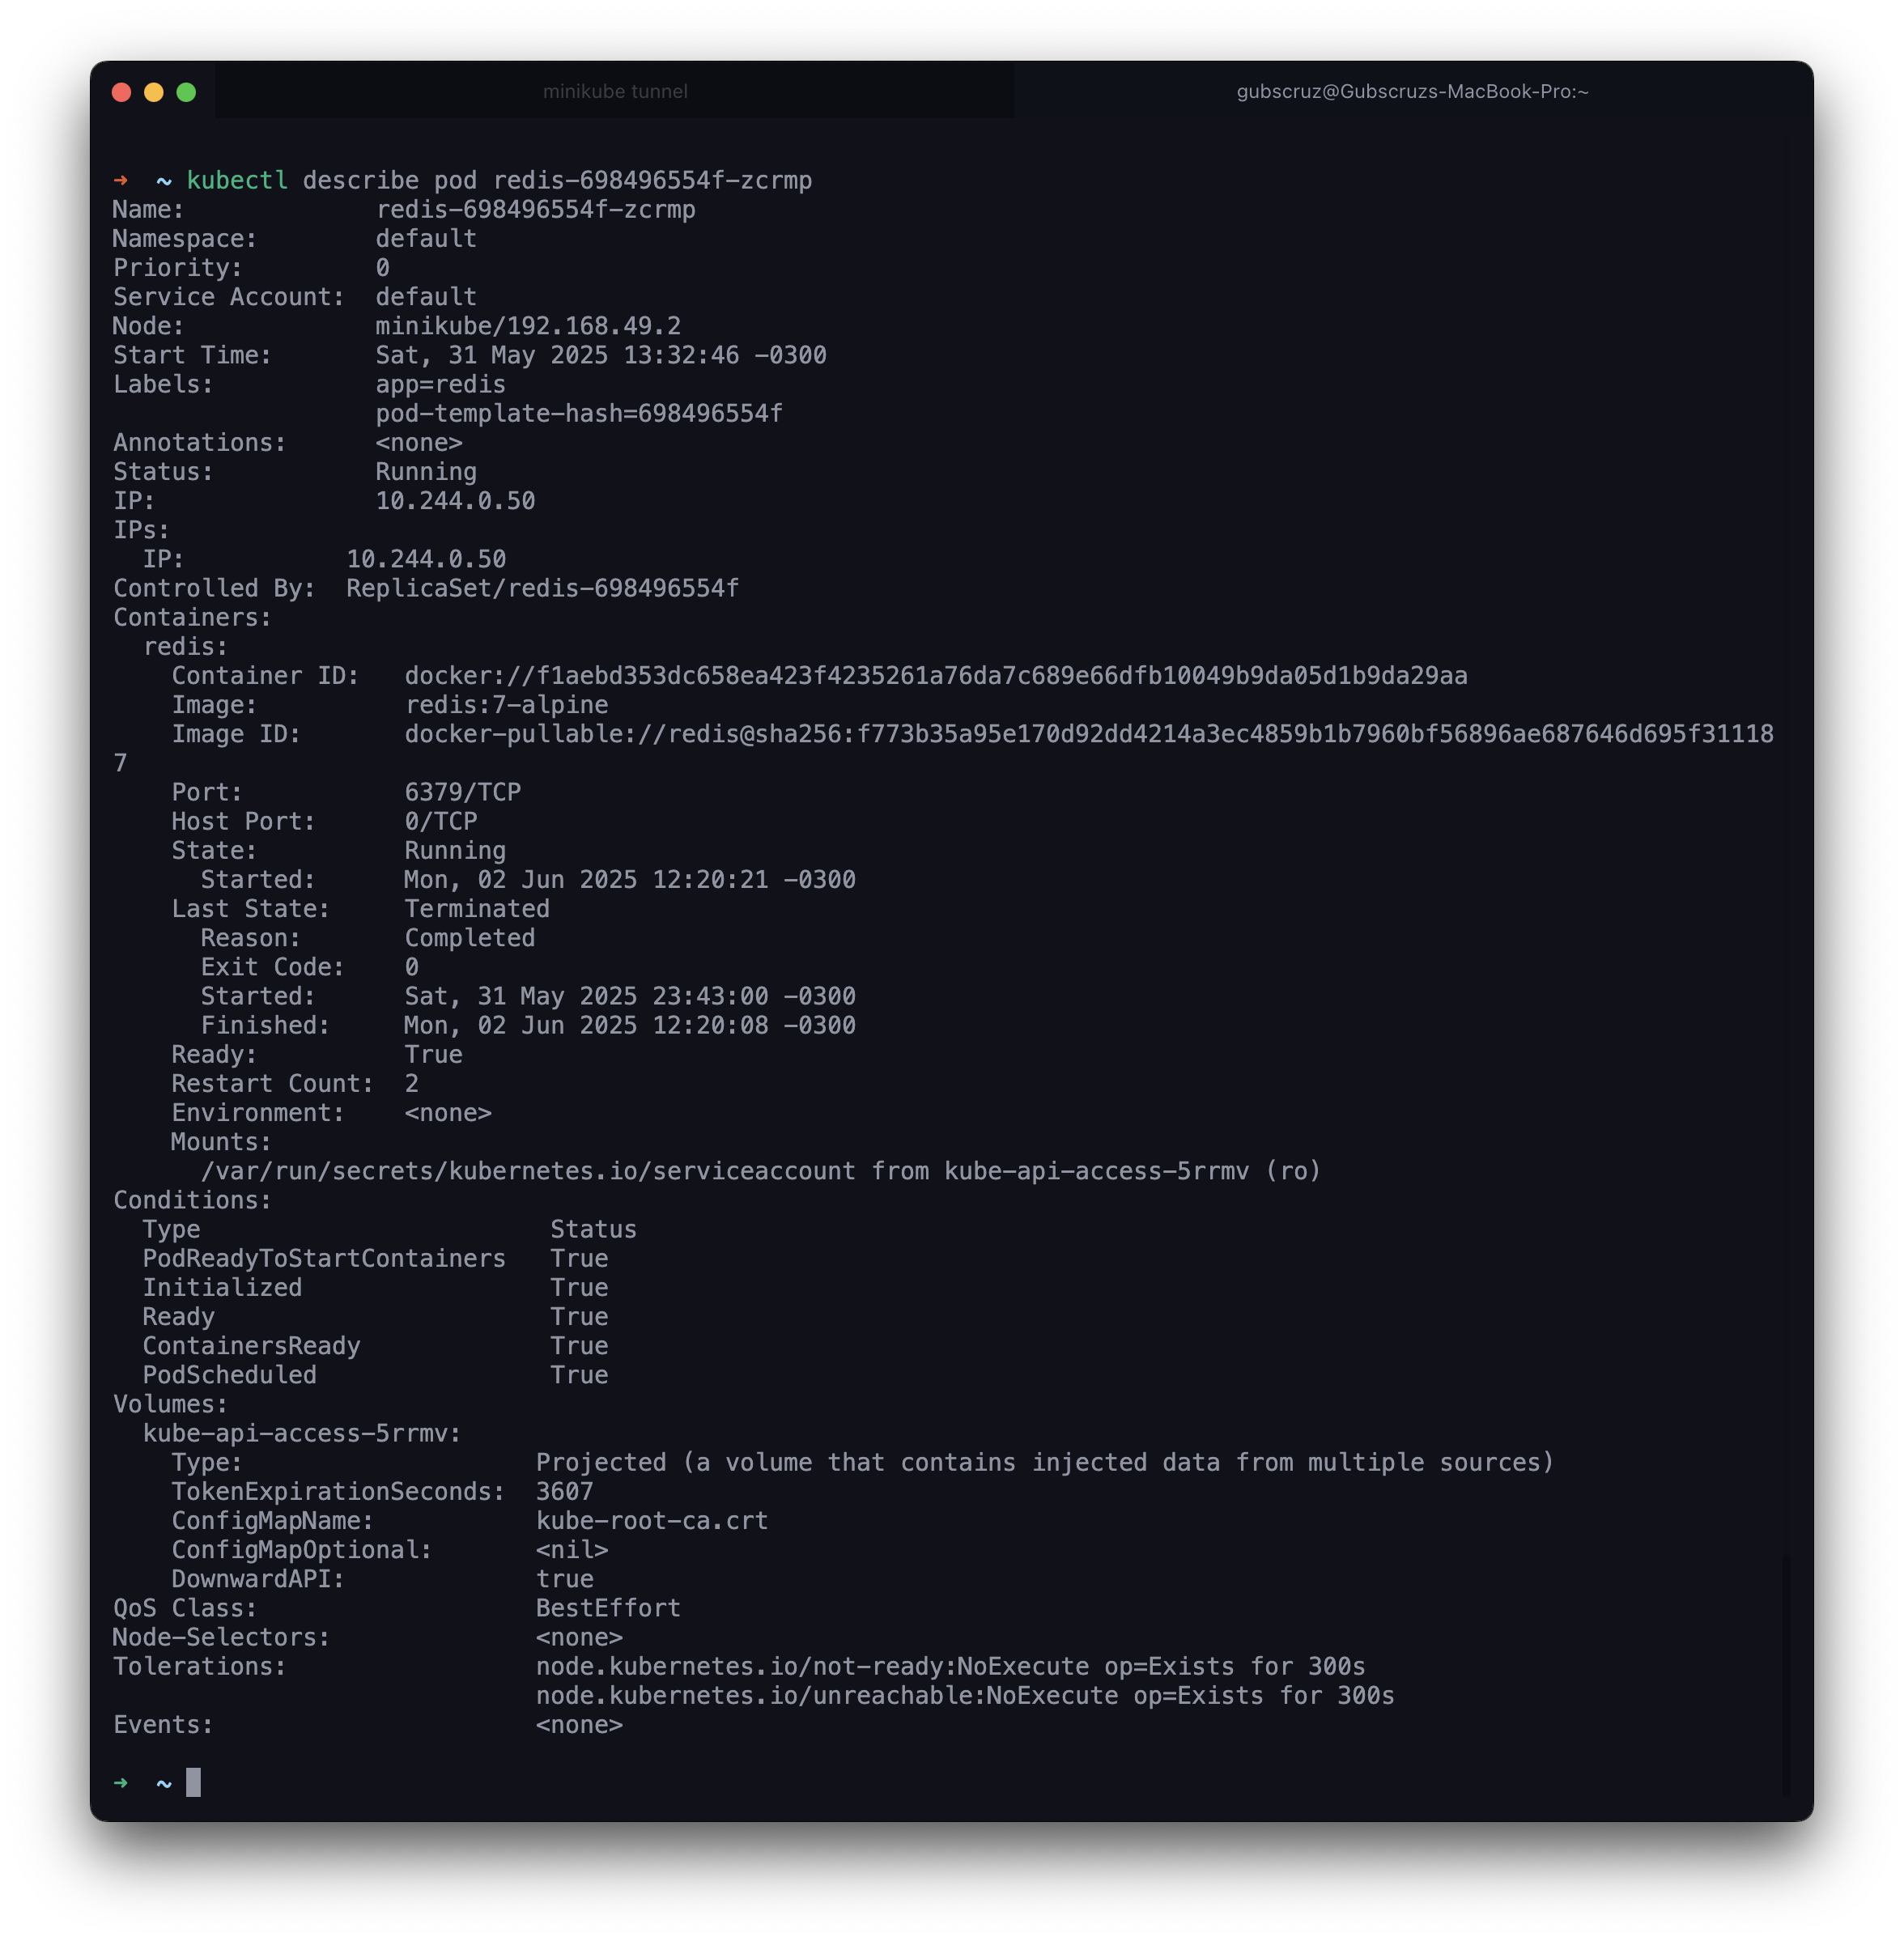 minikube tunnel
gubscruz@Gubscruzs-MacBook-Pro:~
➜  ~ kubectl describe pod redis-698496554f-zcrmp
Name:             redis-698496554f-zcrmp
Namespace:        default
Priority:         0
Service Account:  default
Node:             minikube/192.168.49.2
Start Time:       Sat, 31 May 2025 13:32:46 -0300
Labels:           app=redis
                  pod-template-hash=698496554f
Annotations:      <none>
Status:           Running
IP:               10.244.0.50
IPs:
  IP:           10.244.0.50
Controlled By:  ReplicaSet/redis-698496554f
Containers:
  redis:
    Container ID:   docker://f1aebd353dc658ea423f4235261a76da7c689e66dfb10049b9da05d1b9da29aa
    Image:          redis:7-alpine
    Image ID:       docker-pullable://redis@sha256:f773b35a95e170d92dd4214a3ec4859b1b7960bf56896ae687646d695f31118
7
    Port:           6379/TCP
    Host Port:      0/TCP
    State:          Running
      Started:      Mon, 02 Jun 2025 12:20:21 -0300
    Last State:     Terminated
      Reason:       Completed
      Exit Code:    0
      Started:      Sat, 31 May 2025 23:43:00 -0300
      Finished:     Mon, 02 Jun 2025 12:20:08 -0300
    Ready:          True
    Restart Count:  2
    Environment:    <none>
    Mounts:
      /var/run/secrets/kubernetes.io/serviceaccount from kube-api-access-5rrmv (ro)
Conditions:
  Type                        Status
  PodReadyToStartContainers   True
  Initialized                 True
  Ready                       True
  ContainersReady             True
  PodScheduled                True
Volumes:
  kube-api-access-5rrmv:
    Type:                    Projected (a volume that contains injected data from multiple sources)
    TokenExpirationSeconds:  3607
    ConfigMapName:           kube-root-ca.crt
    ConfigMapOptional:       <nil>
    DownwardAPI:             true
QoS Class:                   BestEffort
Node-Selectors:              <none>
Tolerations:                 node.kubernetes.io/not-ready:NoExecute op=Exists for 300s
                             node.kubernetes.io/unreachable:NoExecute op=Exists for 300s
Events:                      <none>
➜  ~